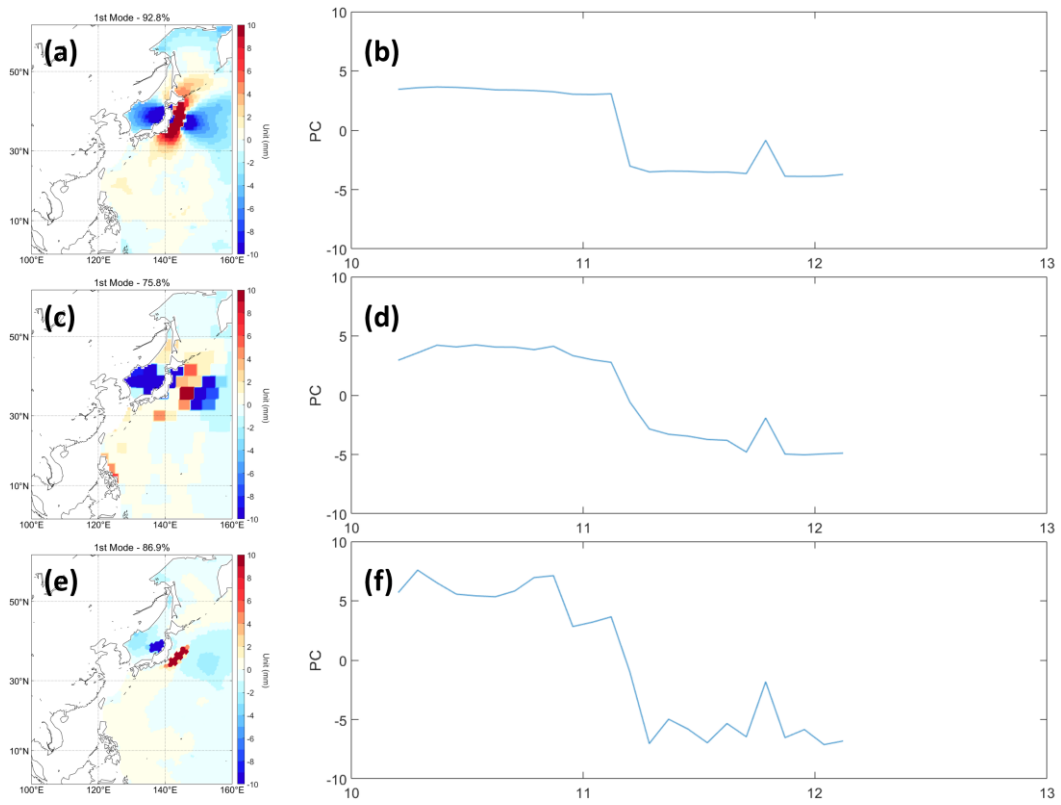 1st Mode - 92.8%
(a)
50°N
30°N
10°N
100°E 120°E 140°E 160°E
10
8
6
4
2
0
-2
-4
-6
-8
-10
Unit (mm)
(b)
10
5
0
-5
-10
PC
10 11 12 13
1st Mode - 75.8%
(c)
50°N
30°N
10°N
100°E 120°E 140°E 160°E
10
8
6
4
2
0
-2
-4
-6
-8
-10
Unit (mm)
(d)
10
5
0
-5
-10
PC
10 11 12 13
1st Mode - 86.9%
(e)
50°N
30°N
10°N
100°E 120°E 140°E 160°E
10
8
6
4
2
0
-2
-4
-6
-8
-10
Unit (mm)
(f)
10
5
0
-5
-10
PC
10 11 12 13